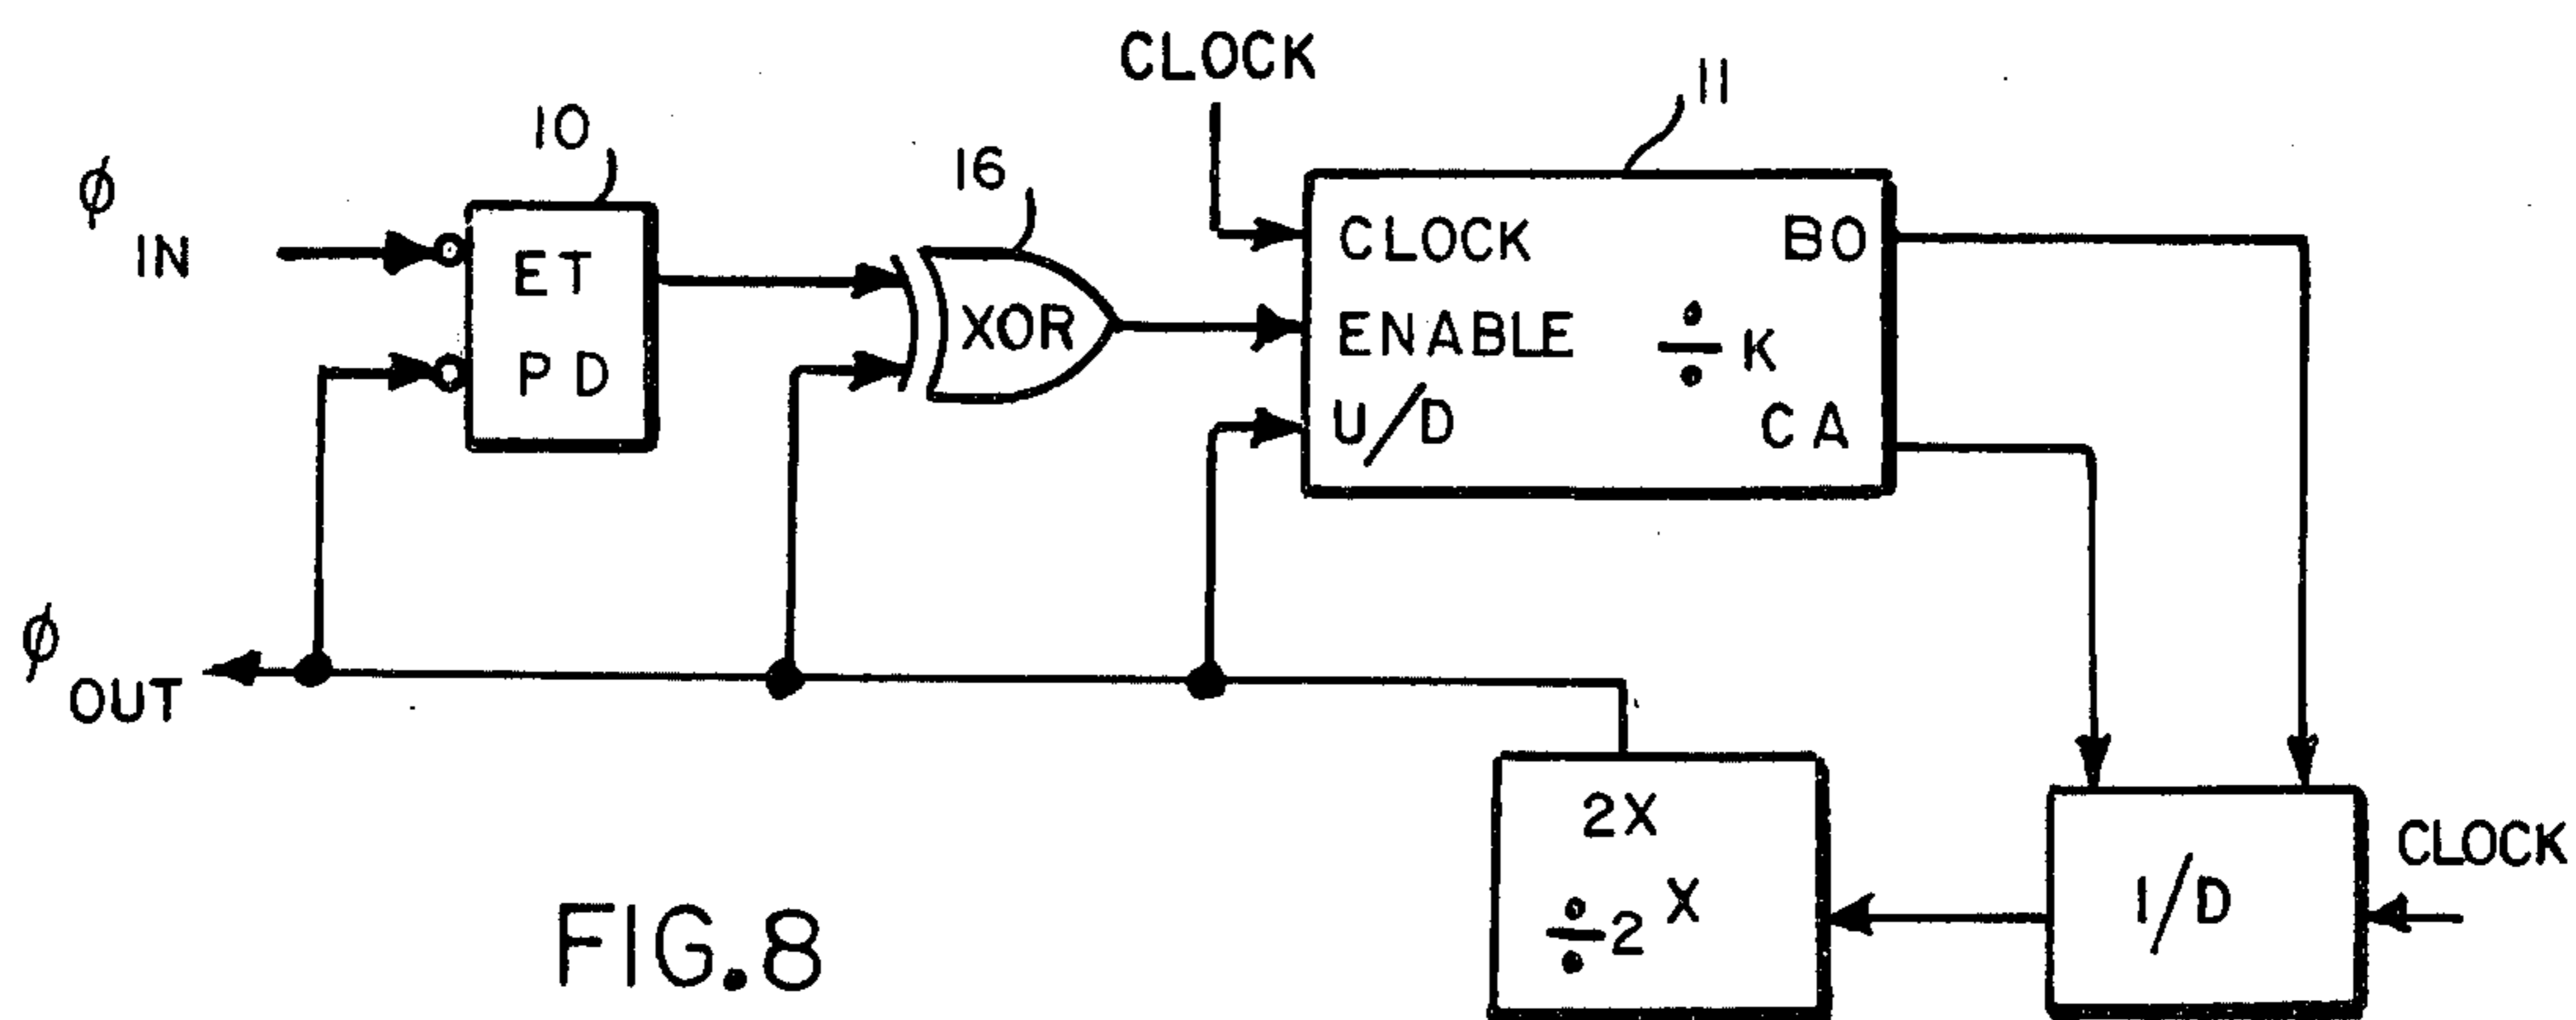 CLOCK
11
10
16
ϕ
IN
ET
PD
XOR
CLOCK
BO
ENABLE
÷ K
U/D
CA
ϕ
OUT
2X
÷2 X
I/D
CLOCK
FIG.8